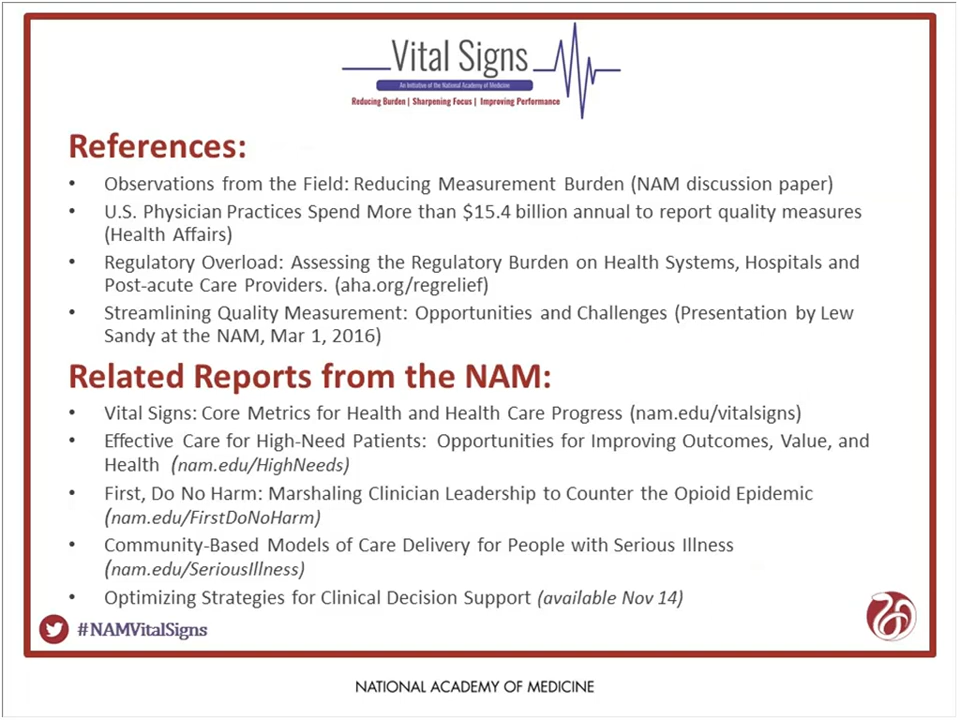 Vital Signs
An Initiative of the National Academy of Medicine
Reducing Burden | Sharpening Focus | Improving Performance
References:
• Observations from the Field: Reducing Measurement Burden (NAM discussion paper)
• U.S. Physician Practices Spend More than $15.4 billion annual to report quality measures
(Health Affairs)
• Regulatory Overload: Assessing the Regulatory Burden on Health Systems, Hospitals and
Post-acute Care Providers. (aha.org/regrelief)
• Streamlining Quality Measurement: Opportunities and Challenges (Presentation by Lew
Sandy at the NAM, Mar 1, 2016)
Related Reports from the NAM:
• Vital Signs: Core Metrics for Health and Health Care Progress (nam.edu/vitalsigns)
• Effective Care for High-Need Patients: Opportunities for Improving Outcomes, Value, and
Health (nam.edu/HighNeeds)
• First, Do No Harm: Marshaling Clinician Leadership to Counter the Opioid Epidemic
(nam.edu/FirstDoNoHarm)
• Community-Based Models of Care Delivery for People with Serious Illness
(nam.edu/SeriousIllness)
• Optimizing Strategies for Clinical Decision Support (available Nov 14)
#NAMVitalSigns
NATIONAL ACADEMY OF MEDICINE